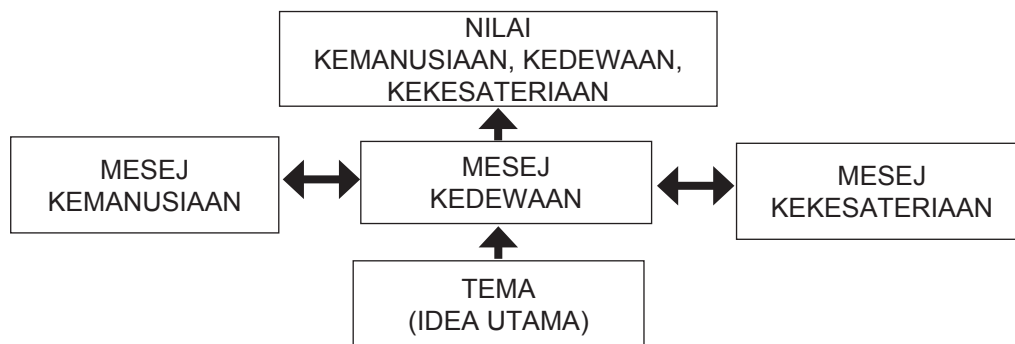 NILAI
KEMANUSIAAN, KEDEWAAN,
KEKESATERIAAN
MESEJ
KEMANUSIAAN
MESEJ
KEDEWAAN
MESEJ
KEKESATERIAAN
TEMA
(IDEA UTAMA)